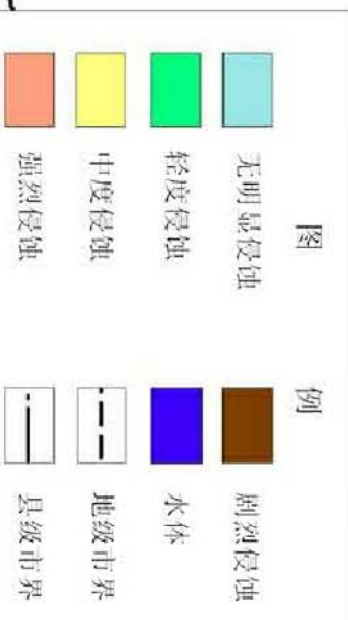 图 例
无明显侵蚀
轻度侵蚀
中度侵蚀
强烈侵蚀
剧烈侵蚀
水体
地级市界
县级市界